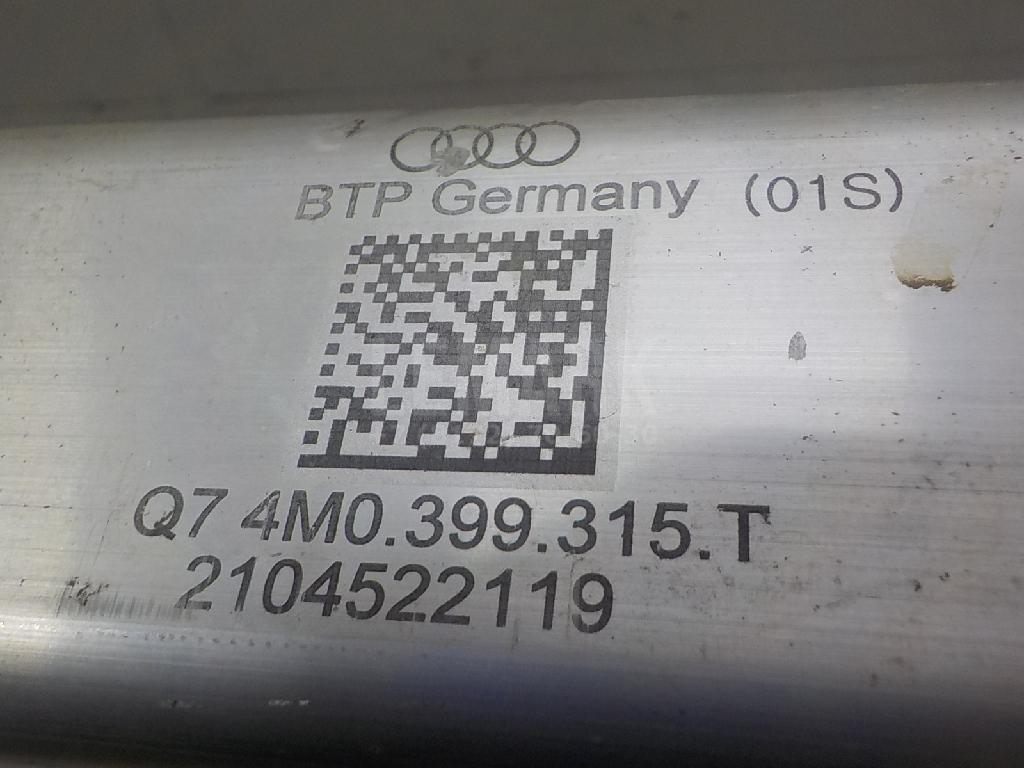 BTP Germany (01S)
Q7 4M0.399.315.T
2104522119